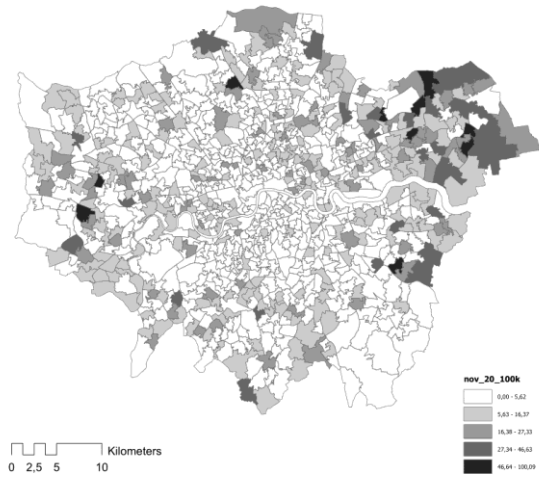 nov_20_100k
0,00 - 5,62
5,63 - 16,37
16,38 - 27,33
27,34 - 46,63
46,64 - 100,09
Kilometers
0 2,5 5 10